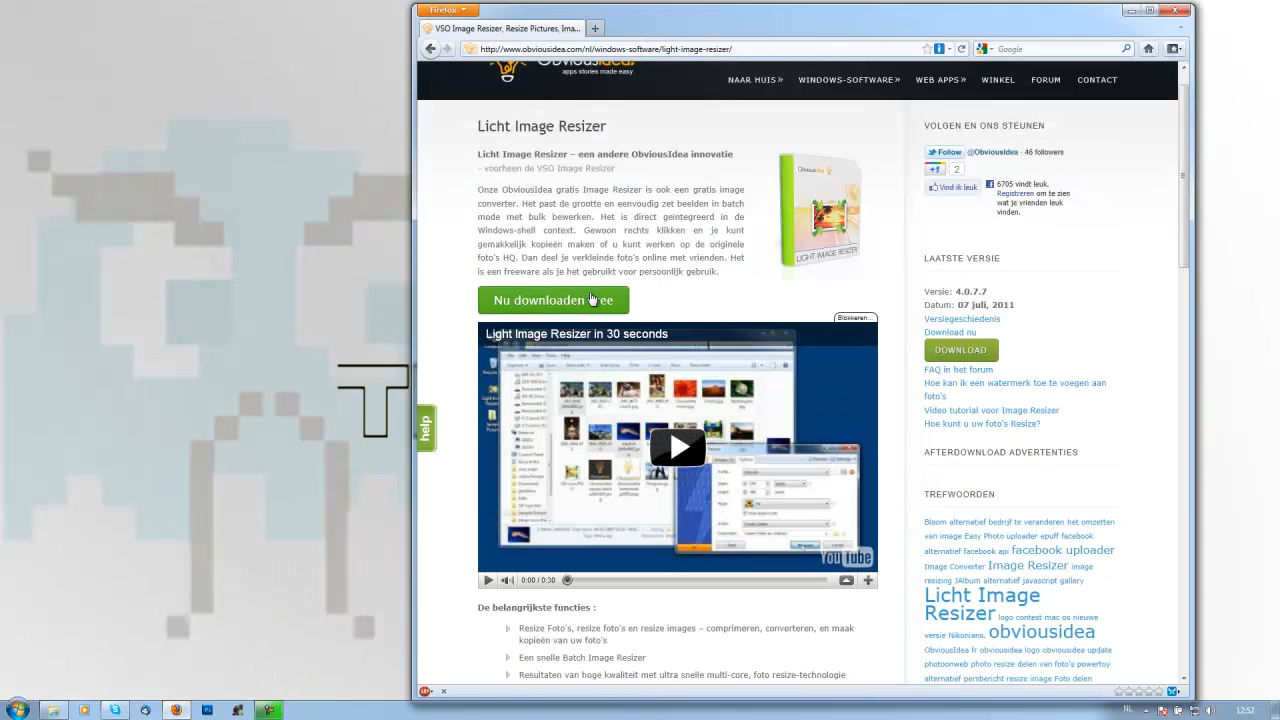 Firefox
VSO Image Resizer, Resize Pictures, Ima...
http://www.obviousidea.com/nl/windows-software/light-image-resizer/
Google
ObviousIdea
apps stories made easy.
NAAR HUIS » WINDOWS-SOFTWARE » WEB APPS » WINKEL FORUM CONTACT
Licht Image Resizer
Licht Image Resizer – een andere ObviousIdea innovatie
- voorheen de VSO Image Resizer
Onze ObviousIdea gratis Image Resizer is ook een gratis image
converter. Het past de grootte en eenvoudig zet beelden in batch
mode met bulk bewerken. Het is direct geïntegreerd in de
Windows-shell context. Gewoon rechts klikken en je kunt
gemakkelijk kopieën maken of u kunt werken op de originele
foto's HQ. Dan deel je verkleinde foto's online met vrienden. Het
is een freeware als je het gebruikt voor persoonlijk gebruik.
LIGHT IMAGE RESIZER
Nu downloaden ree
Blokkeren...
Light Image Resizer in 30 seconds
YouTube
0:00 / 0:30
De belangrijkste functies :
Resize Foto's, resize foto's en resize images – comprimeren, converteren, en maak
kopieën van uw foto's
Een snelle Batch Image Resizer
Resultaten van hoge kwaliteit met ultra snelle multi-core, foto resize-technologie
VOLGEN EN ONS STEUNEN
Follow @ObviousIdea - 46 followers
+1 2
Vind ik leuk
6705 vindt leuk.
Registreren om te zien
wat je vrienden leuk
vinden.
LAATSTE VERSIE
Versie: 4.0.7.7
Datum: 07 juli, 2011
Versiegeschiedenis
Download nu
DOWNLOAD
FAQ in het forum
Hoe kan ik een watermerk toe te voegen aan
foto's
Video tutorial voor Image Resizer
Hoe kunt u uw foto's Resize?
AFTERDOWNLOAD ADVERTENTIES
TREFWOORDEN
Bloom alternatief bedrijf te veranderen het omzetten
van image Easy Photo uploader epuff facebook
alternatief facebook api facebook uploader
Image Converter Image Resizer image
resizing JAlbum alternatief javascript gallery
Licht Image
Resizer logo contest mac os nieuwe
versie Nikonians. obviousidea
ObviousIdea fr obviousidea logo obviousidea update
photoonweb photo resize delen van foto's powertoy
alternatief persbericht resize image Foto delen
help
T
ABP
NL
12:52